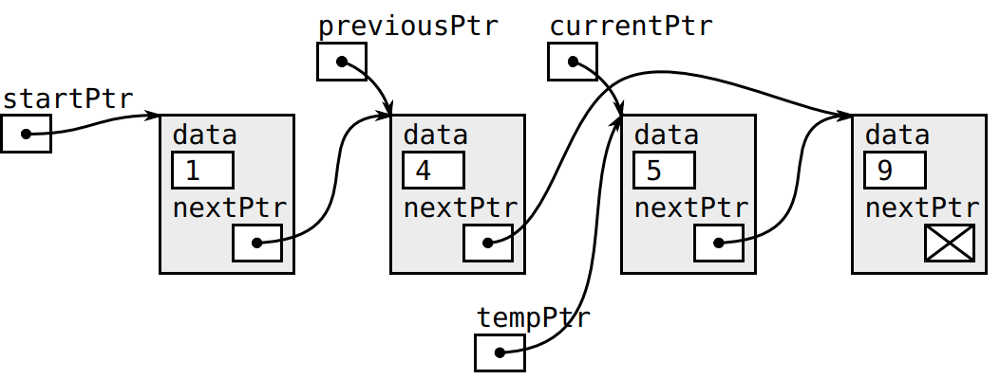 previousPtr
currentPtr
startPtr
data
1
nextPtr
data
4
nextPtr
data
5
nextPtr
data
9
nextPtr
tempPtr